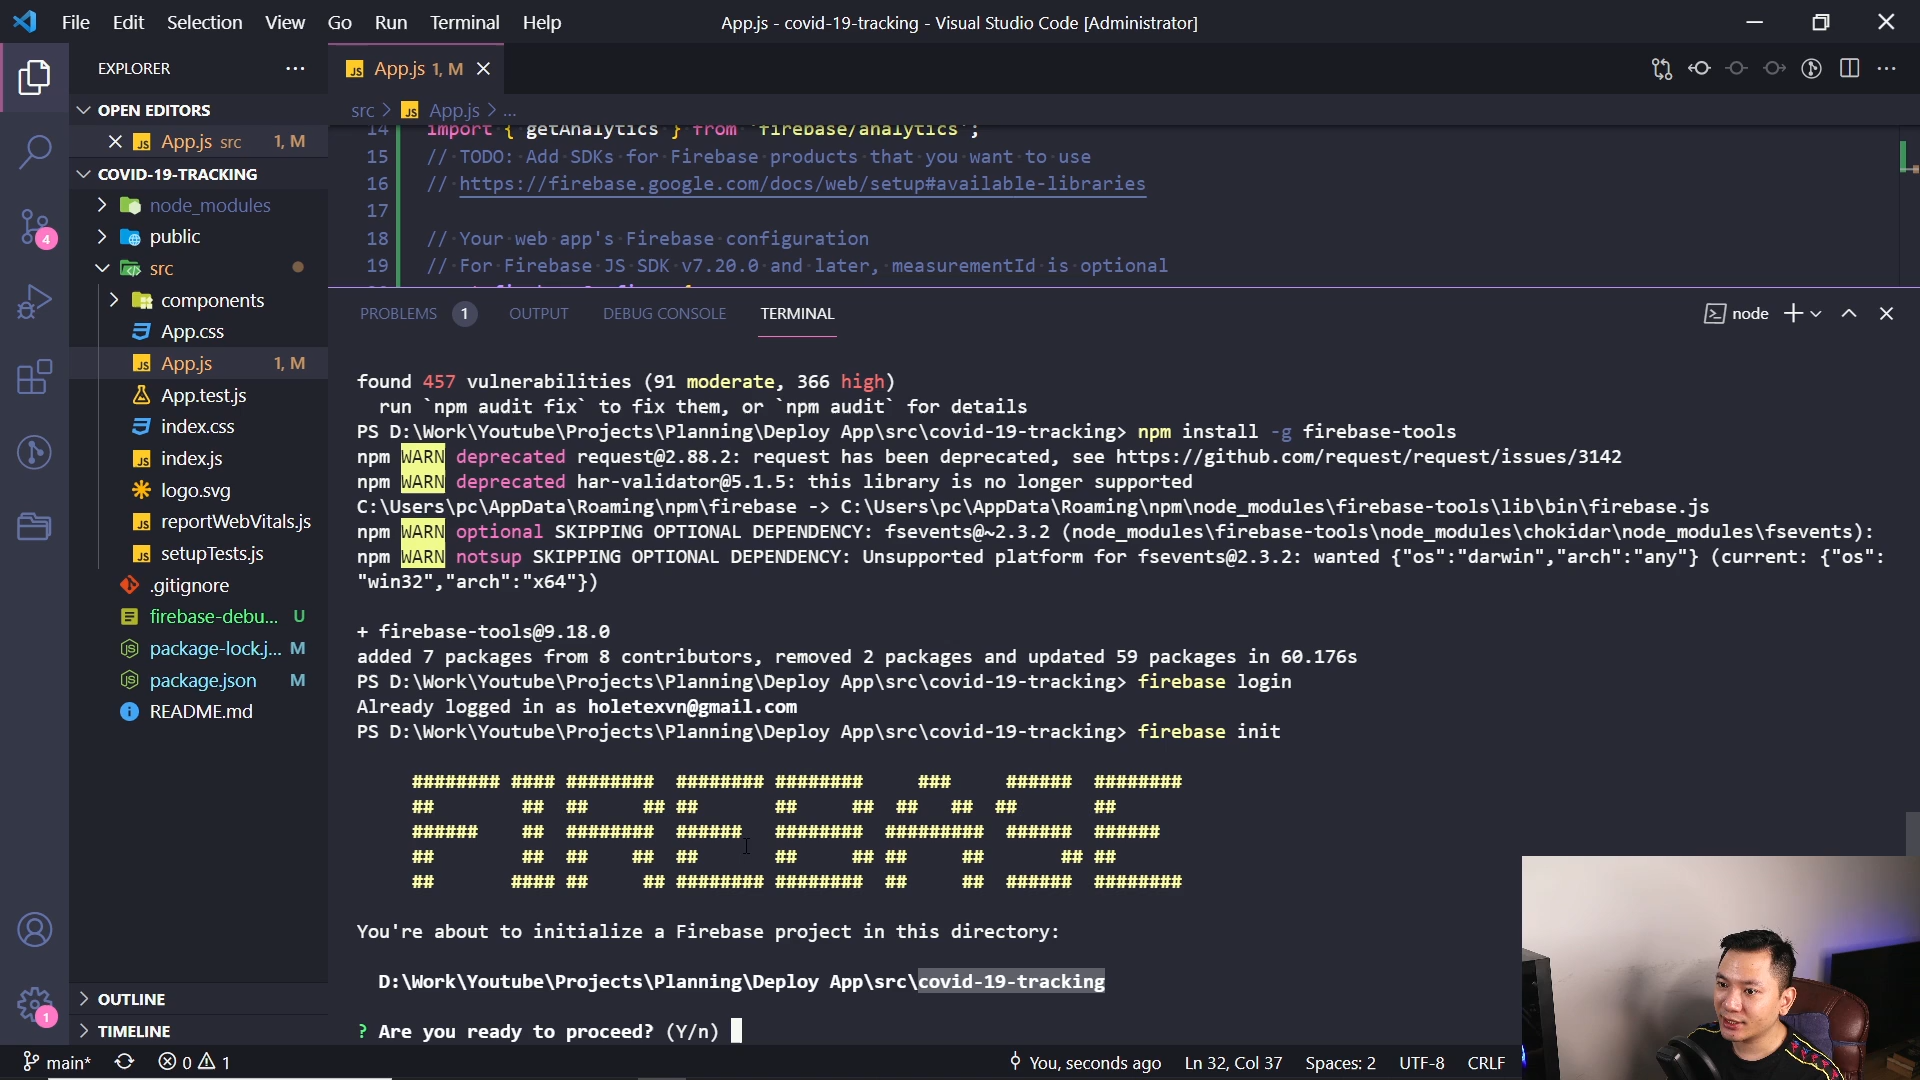 File Edit Selection View Go Run Terminal Help
App.js - covid-19-tracking - Visual Studio Code [Administrator]
EXPLORER
OPEN EDITORS
App.js src 1, M
COVID-19-TRACKING
node_modules
public
src
components
App.css
App.js 1, M
App.test.js
index.css
index.js
logo.svg
reportWebVitals.js
setupTests.js
.gitignore
firebase-debu... U
package-lock.j... M
package.json M
README.md
OUTLINE
TIMELINE
4
1
App.js 1, M
src > App.js > ...
14 import { getAnalytics } from 'firebase/analytics';
15 // TODO: Add SDKs for Firebase products that you want to use
16 // https://firebase.google.com/docs/web/setup#available-libraries
17
18 // Your web app's Firebase configuration
19 // For Firebase JS SDK v7.20.0 and later, measurementId is optional
PROBLEMS 1 OUTPUT DEBUG CONSOLE TERMINAL
node
found 457 vulnerabilities (91 moderate, 366 high)
run `npm audit fix` to fix them, or `npm audit` for details
PS D:\Work\Youtube\Projects\Planning\Deploy App\src\covid-19-tracking> npm install -g firebase-tools
npm WARN deprecated request@2.88.2: request has been deprecated, see https://github.com/request/request/issues/3142
npm WARN deprecated har-validator@5.1.5: this library is no longer supported
C:\Users\pc\AppData\Roaming\npm\firebase -> C:\Users\pc\AppData\Roaming\npm\node_modules\firebase-tools\lib\bin\firebase.js
npm WARN optional SKIPPING OPTIONAL DEPENDENCY: fsevents@~2.3.2 (node_modules\firebase-tools\node_modules\chokidar\node_modules\fsevents):
npm WARN notsup SKIPPING OPTIONAL DEPENDENCY: Unsupported platform for fsevents@2.3.2: wanted {"os":"darwin","arch":"any"} (current: {"os":
"win32","arch":"x64"})
+ firebase-tools@9.18.0
added 7 packages from 8 contributors, removed 2 packages and updated 59 packages in 60.176s
PS D:\Work\Youtube\Projects\Planning\Deploy App\src\covid-19-tracking> firebase login
Already logged in as holetexvn@gmail.com
PS D:\Work\Youtube\Projects\Planning\Deploy App\src\covid-19-tracking> firebase init
######## #### ########  ######## ########    ###     ######  ########
##        ##  ##     ## ##       ##     ##  ##   ##  ##       ##
######    ##  ########  ######   ########  #########  ######  ######
##        ##  ##    ##  ##       ##     ## ##     ##       ## ##
##       #### ##     ## ######## ########  ##     ##  ######  ########
You're about to initialize a Firebase project in this directory:
D:\Work\Youtube\Projects\Planning\Deploy App\src\covid-19-tracking
? Are you ready to proceed? (Y/n)
main* 0 1
You, seconds ago Ln 32, Col 37 Spaces: 2 UTF-8 CRLF